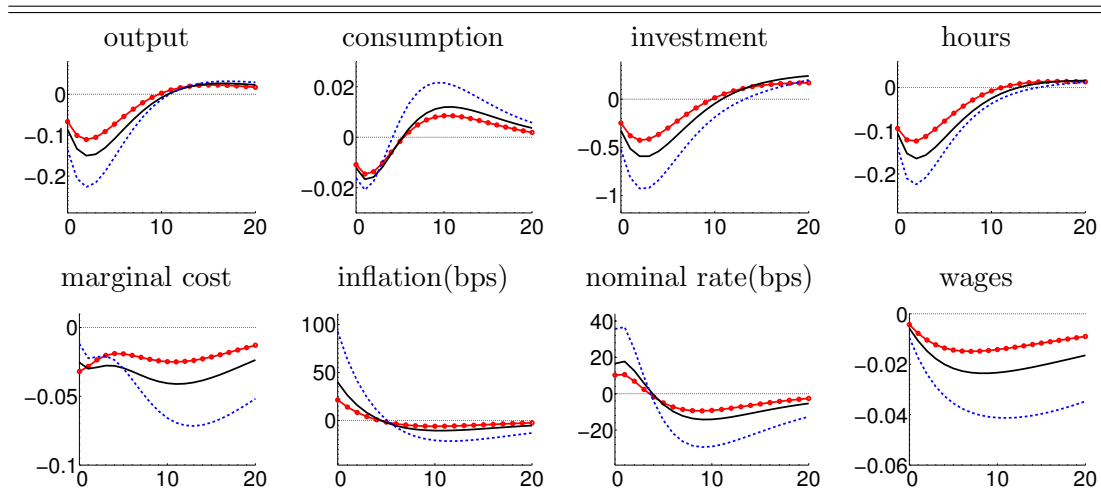 output consumption investment hours
0 0.02 0 0
−0.1 0 −0.5 −0.1
−0.2 −0.02 −1 −0.2
0 10 20 0 10 20 0 10 20 0 10 20
marginal cost inflation(bps) nominal rate(bps) wages
0 100 40 0
−0.05 50 20 −0.02
−0.1 0 0 −0.04
−20 −0.06
0 10 20 0 10 20 0 10 20 0 10 20